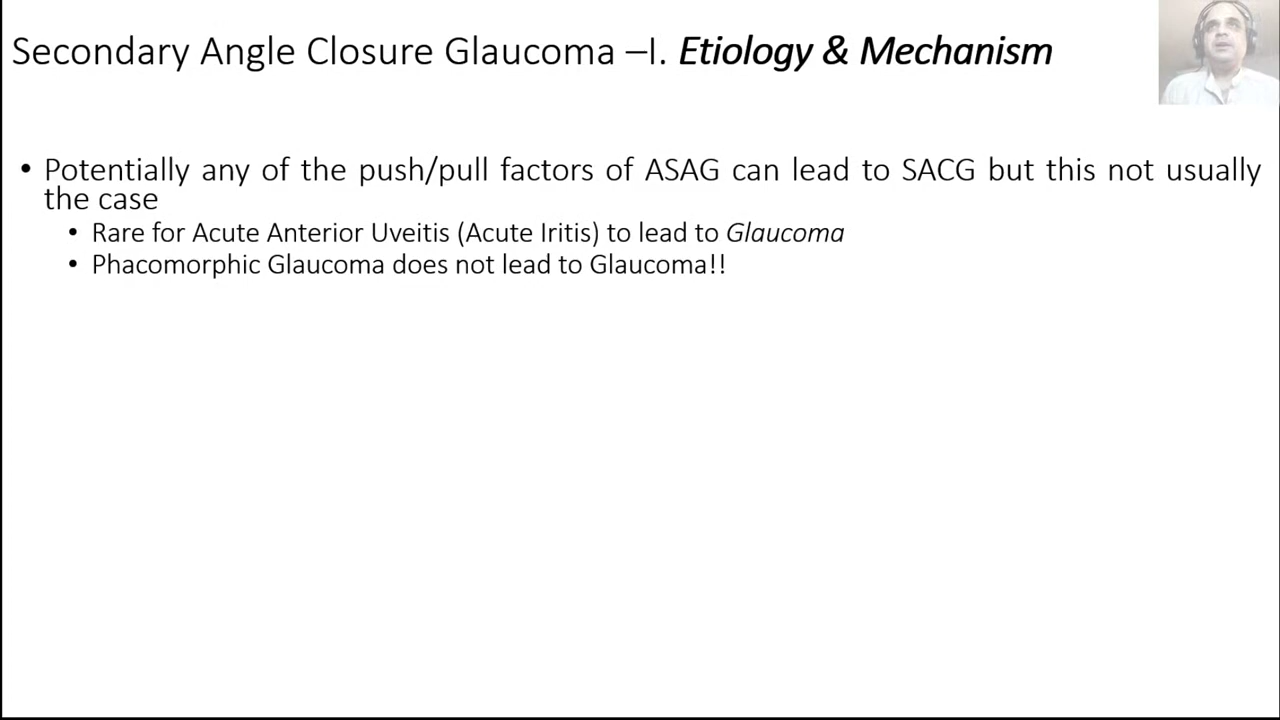 Secondary Angle Closure Glaucoma –I. Etiology & Mechanism
• Potentially any of the push/pull factors of ASAG can lead to SACG but this not usually
the case
• Rare for Acute Anterior Uveitis (Acute Iritis) to lead to Glaucoma
• Phacomorphic Glaucoma does not lead to Glaucoma!!